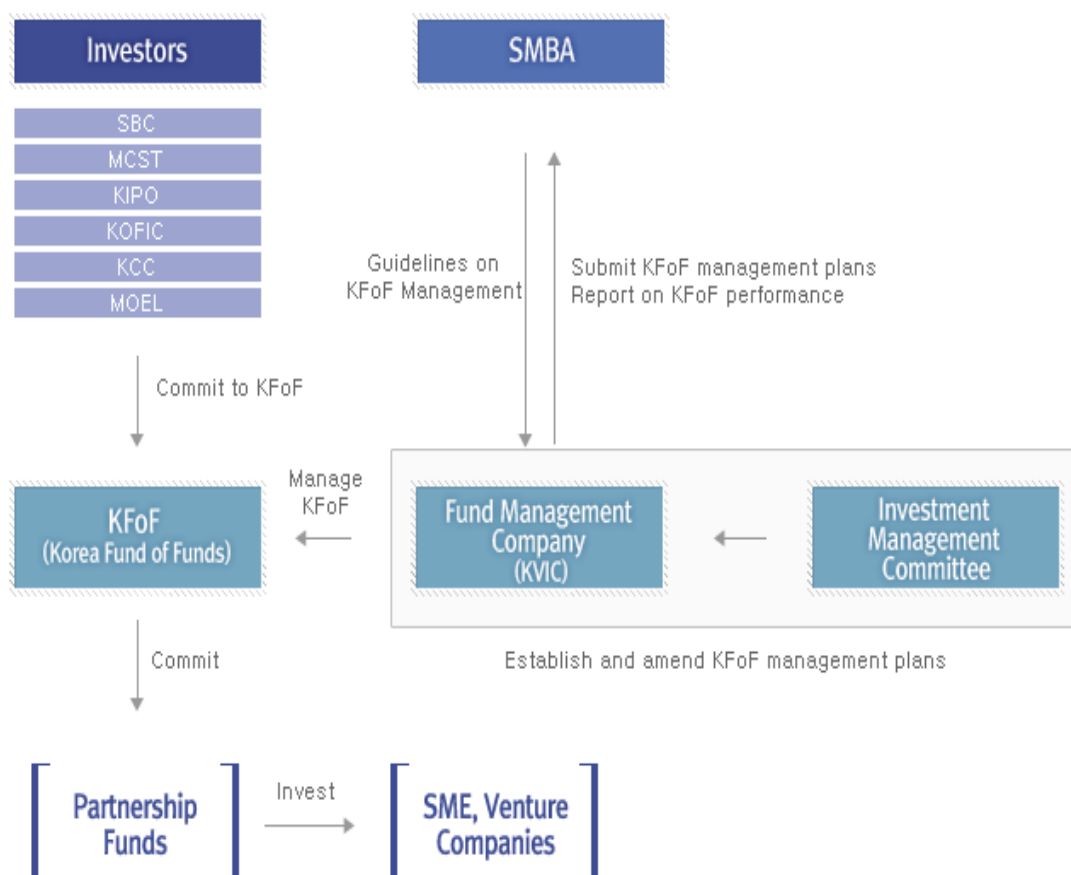 Investors
SMBA
SBC
MCST
KIPO
KOFIC
KCC
MOEL
Guidelines on
KFoF Management
Submit KFoF management plans
Report on KFoF performance
Commit to KFoF
Manage
KFoF
KFoF
(Korea Fund of Funds)
Fund Management
Company
(KVIC)
Investment
Management
Committee
Commit
Establish and amend KFoF management plans
Partnership
Funds
Invest
SME, Venture
Companies